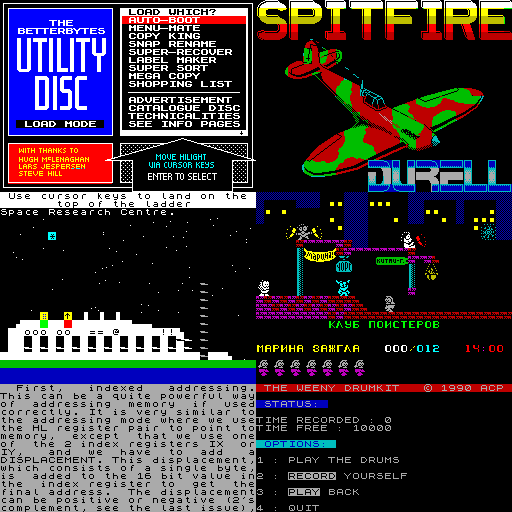 THE
BETTERBYTES
UTILITY
DISC
LOAD MODE
LOAD WHICH?
AUTO-BOOT
MENU-MATE
COPY KING
SNAP RENAME
SUPER-RECOVER
LABEL MAKER
SUPER SORT
MEGA COPY
SHOPPING LIST
ADVERTISEMENT
CATALOGUE DISC
TECHNICALITIES
SEE INFO PAGES
WITH THANKS TO
HUGH McLENAGHAN
LARS JESPERSEN
STEVE HILL
MOVE HILIGHT
VIA CURSOR KEYS
ENTER TO SELECT
SPITFIRE
DURELL
Use cursor keys to land on the
top of the ladder
Space Research Centre.
МАРИНА
КЛУБ ПОИСТЕРОВ
МАРИНА ЗАЖГЛА 000/012 14:00
First, indexed addressing.
This can be a quite powerful way
of addressing memory if used
correctly. It is very similar to
the addressing mode where we use
the HL register pair to point to
memory, except that we use one
of the 2 index registers IX or
IY, and we have to add a
DISPLACEMENT. This displacement,
which consists of a single byte,
is added to the 16 bit value in
the index register to get the
final address. The displacement
can be positive or negative (2's
complement, see the last issue),
THE WEENY DRUMKIT © 1990 ACP
STATUS:
TIME RECORDED : 0
TIME FREE : 10000
OPTIONS:
1 : PLAY THE DRUMS
2 : RECORD YOURSELF
3 : PLAY BACK
4 : QUIT